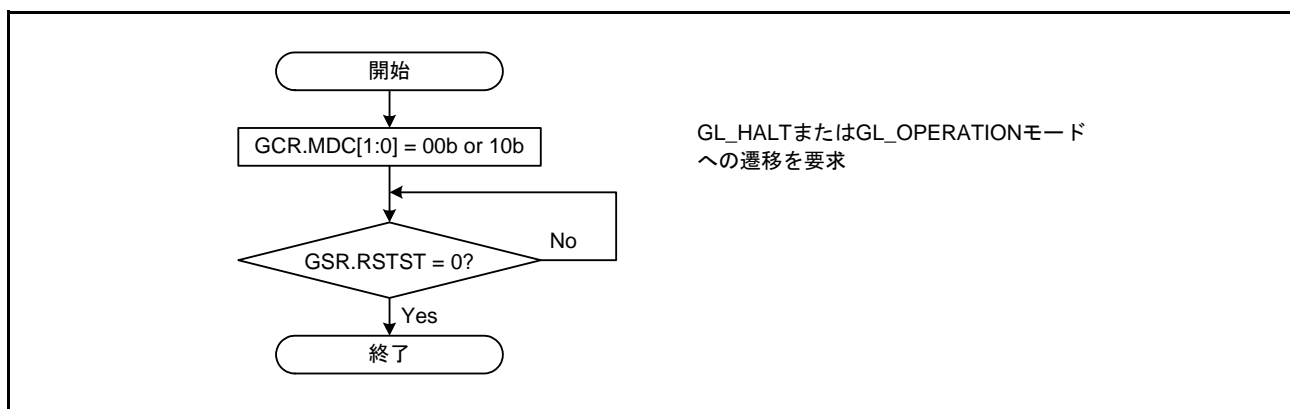 開始
GCR.MDC[1:0] = 00b or 10b
GL_HALTまたはGL_OPERATIONモード
への遷移を要求
No
GSR.RSTST = 0?
Yes
終了